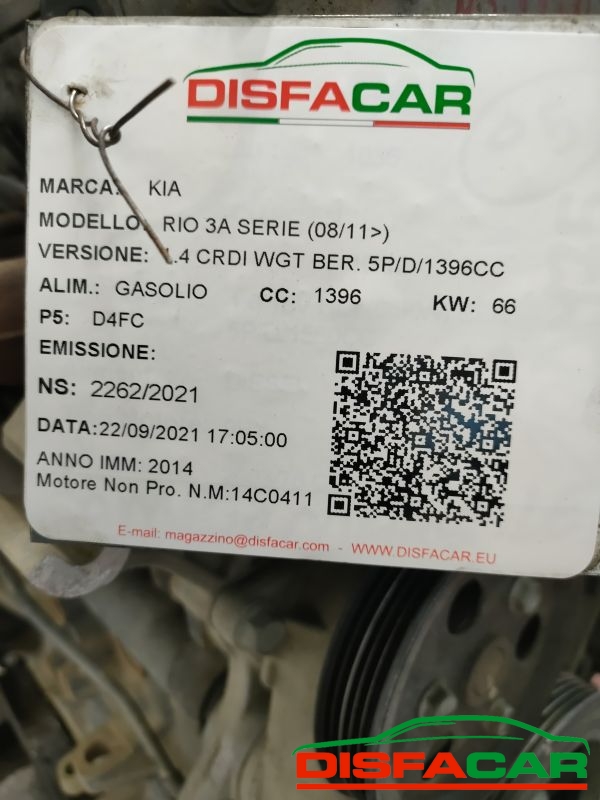 DISFACAR
MARCA: KIA
MODELLO: RIO 3A SERIE (08/11>)
VERSIONE: 1.4 CRDI WGT BER. 5P/D/1396CC
ALIM.: GASOLIO CC: 1396 KW: 66
P5: D4FC
EMISSIONE:
NS: 2262/2021
DATA:22/09/2021 17:05:00
ANNO IMM: 2014
Motore Non Pro. N.M:14C0411
E-mail: magazzino@disfacar.com - WWW.DISFACAR.EU
DISFACAR